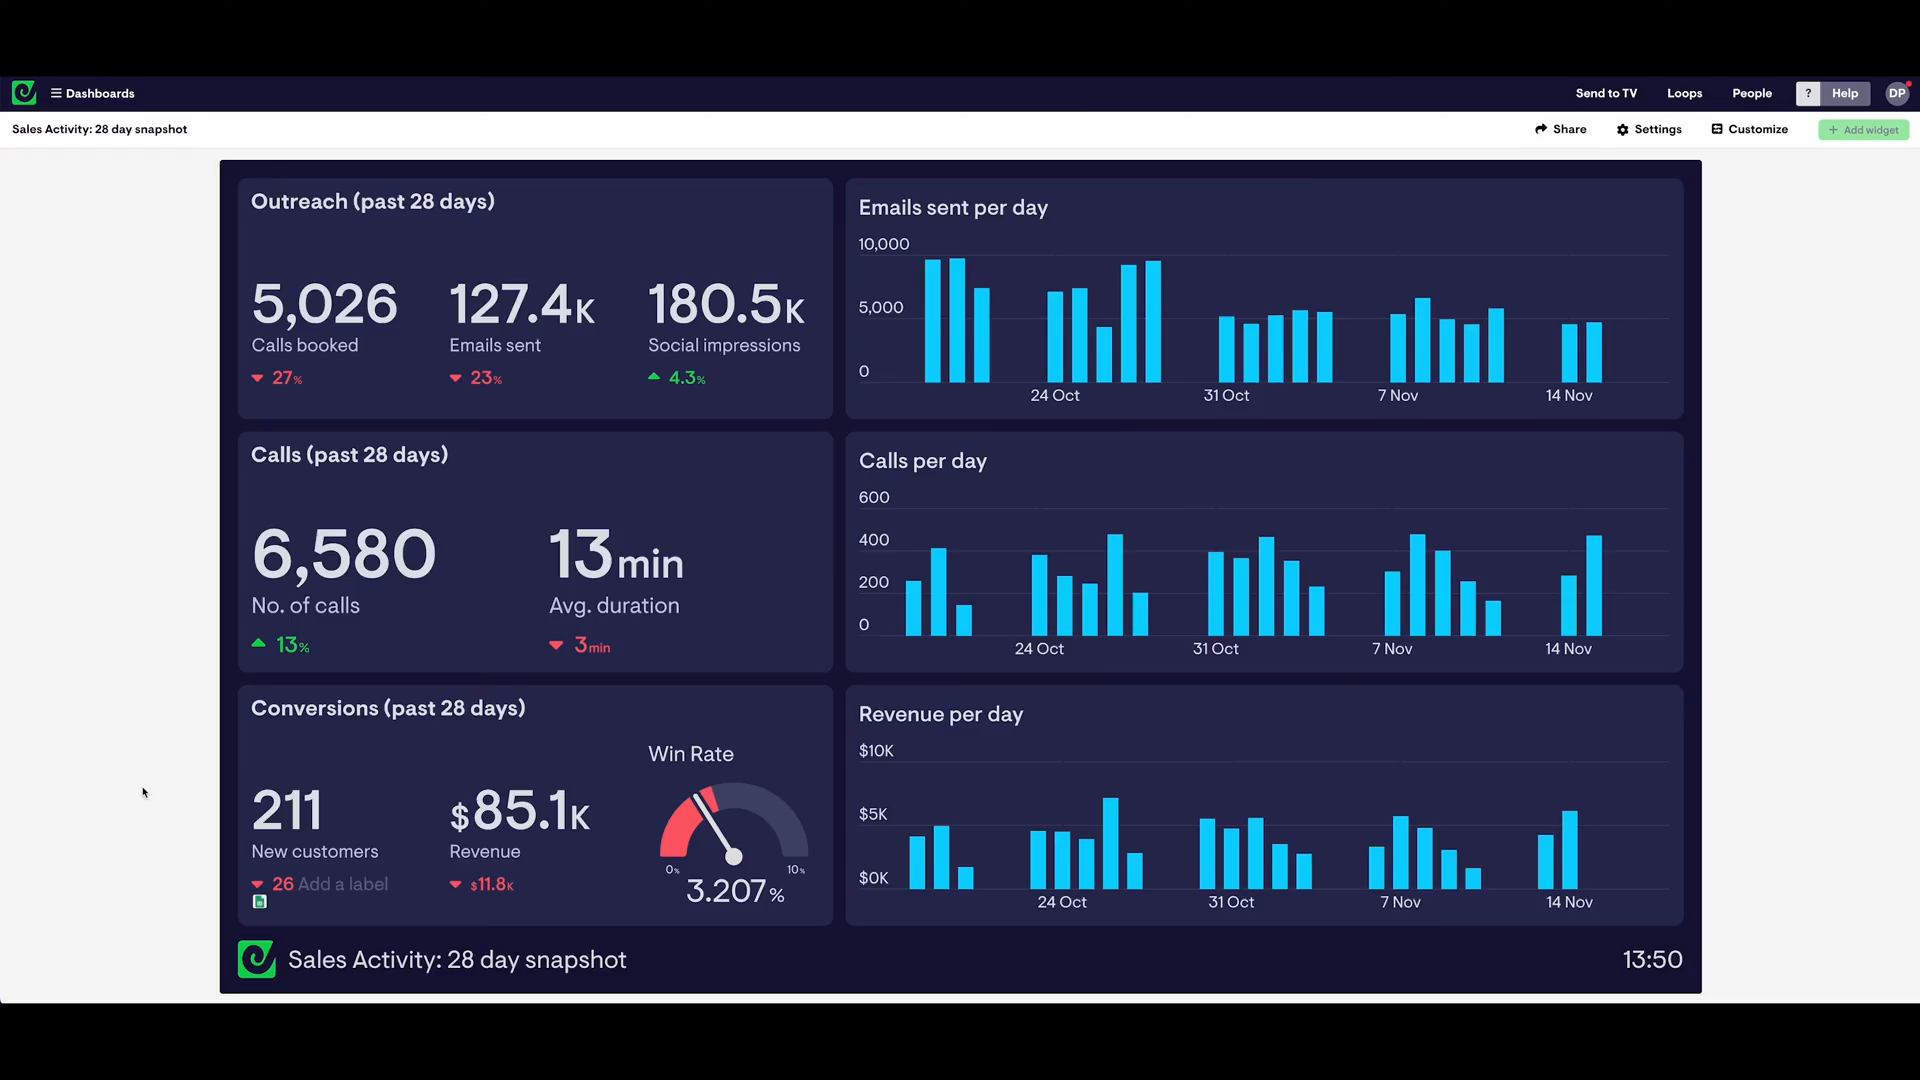 Dashboards
Send to TV
Loops
People
? Help
DP
Sales Activity: 28 day snapshot
Share
Settings
Customize
+ Add widget
Outreach (past 28 days)
5,026
Calls booked
27%
127.4K
Emails sent
23%
180.5K
Social impressions
4.3%
Emails sent per day
10,000
5,000
0
24 Oct
31 Oct
7 Nov
14 Nov
Calls (past 28 days)
6,580
No. of calls
13%
13min
Avg. duration
3min
Calls per day
600
400
200
0
24 Oct
31 Oct
7 Nov
14 Nov
Conversions (past 28 days)
211
New customers
26 Add a label
$85.1K
Revenue
$11.8K
Win Rate
0%
10%
3.207%
Revenue per day
$10K
$5K
$0K
24 Oct
31 Oct
7 Nov
14 Nov
Sales Activity: 28 day snapshot
13:50